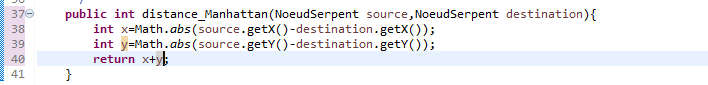 37 public int distance_Manhattan(NoeudSerpent source,NoeudSerpent destination){
38 int x=Math.abs(source.getX()-destination.getX());
39 int y=Math.abs(source.getY()-destination.getY());
40 return x+y;
41 }